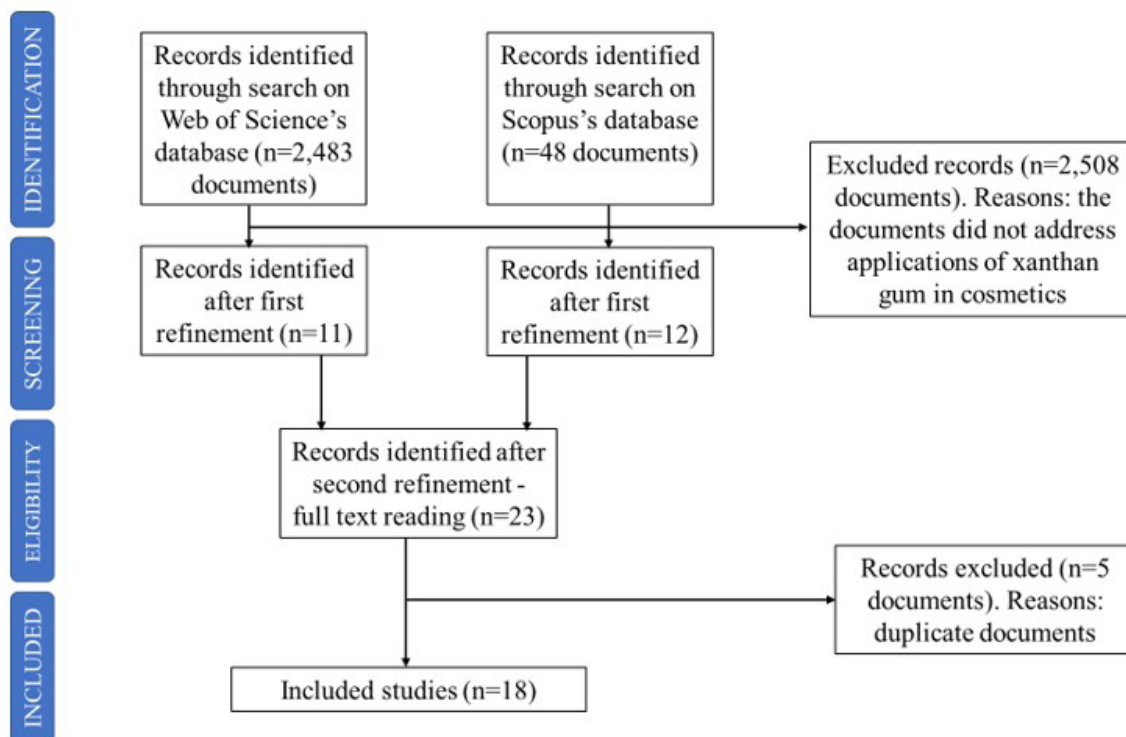 IDENTIFICATION
Records identified
through search on
Web of Science's
database (n=2,483
documents)
Records identified
through search on
Scopus's database
(n=48 documents)
Excluded records (n=2,508
documents). Reasons: the
documents did not address
applications of xanthan
gum in cosmetics
SCREENING
Records identified
after first
refinement (n=11)
Records identified
after first
refinement (n=12)
ELIGIBILITY
Records identified after
second refinement -
full text reading (n=23)
Records excluded (n=5
documents). Reasons:
duplicate documents
INCLUDED
Included studies (n=18)